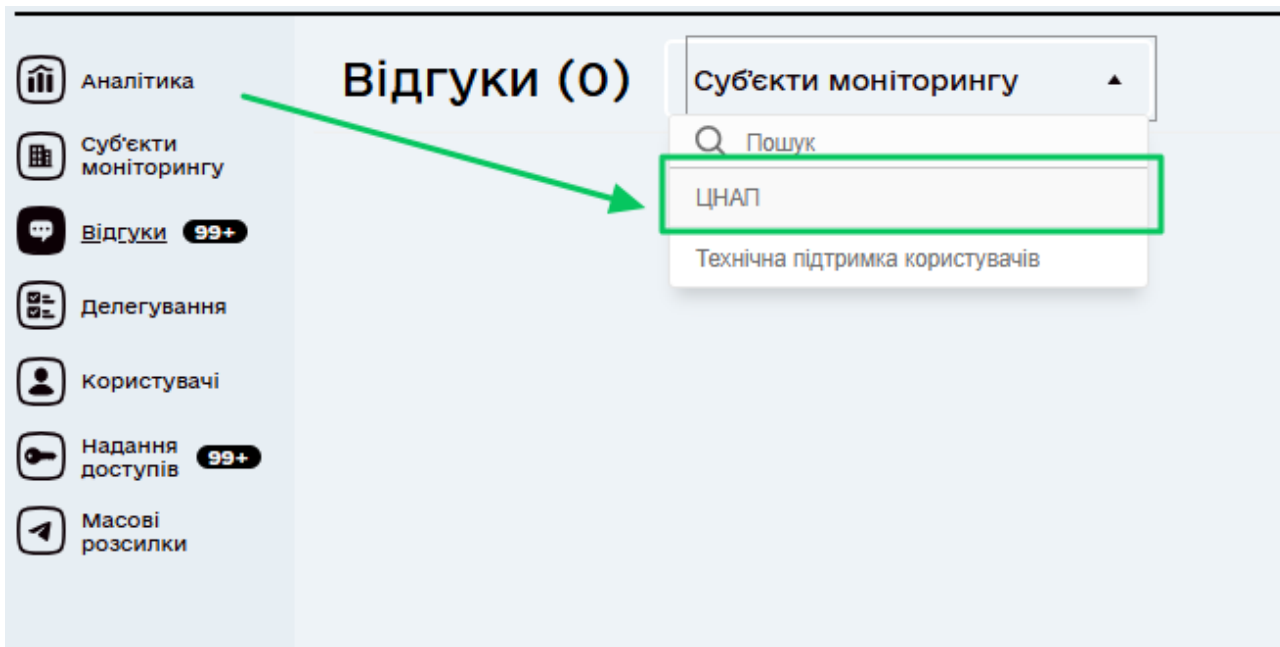 Аналітика
Суб'єкти
моніторингу
Відгуки 99+
Делегування
Користувачі
Надання
доступів 99+
Масові
розсилки
Відгуки (0)
Суб'єкти моніторингу
Пошук
ЦНАП
Технічна підтримка користувачів